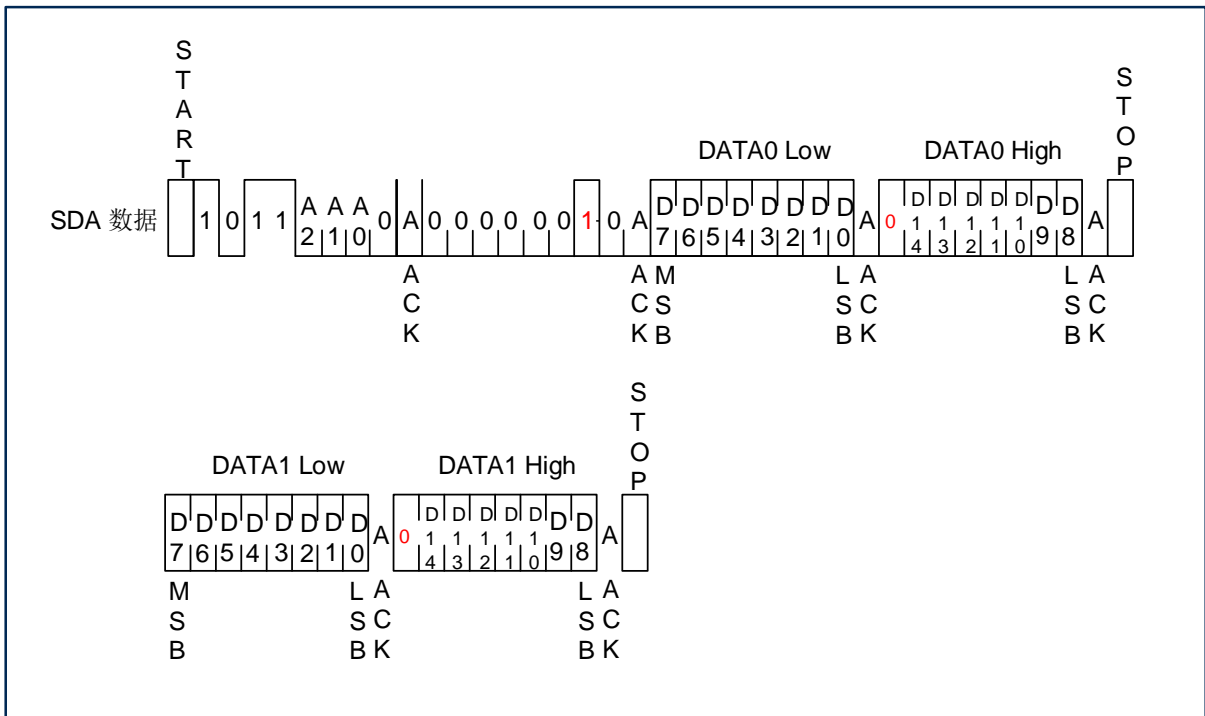 START
STOP
DATA0 Low DATA0 High
SDA 数据 1 0 1 1 A2 A1 A0 0 A 0 0 0 0 0 0 1 0 A D7 D6 D5 D4 D3 D2 D1 D0 A 0 D14 D13 D12 D11 D10 D9 D8 A
ACK ACK MSB LSB ACK LSB ACK
STOP
DATA1 Low DATA1 High
D7 D6 D5 D4 D3 D2 D1 D0 A 0 D14 D13 D12 D11 D10 D9 D8 A
MSB LSB ACK LSB ACK